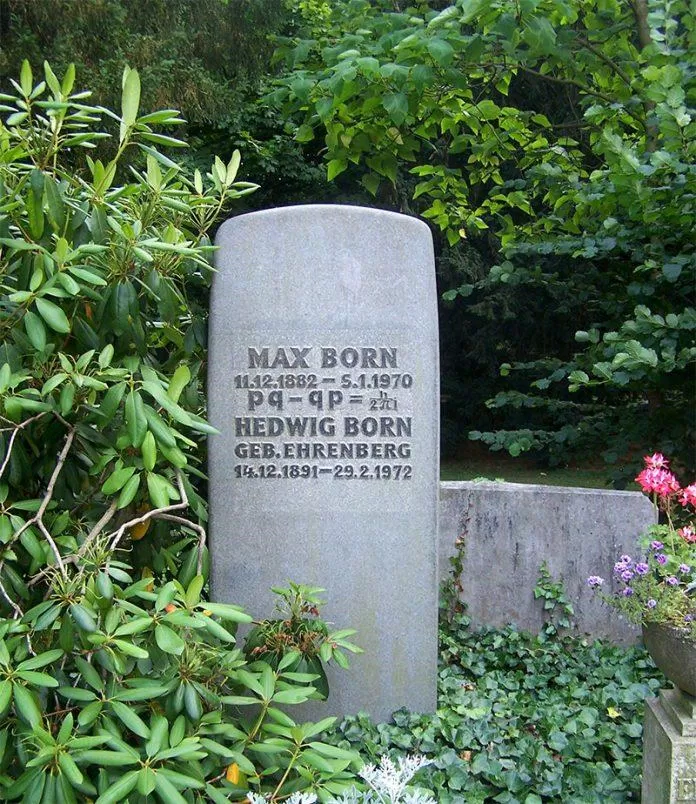 MAX BORN
11.12.1882 – 5.1.1970
pq – qp = h/2πi
HEDWIG BORN
GEB. EHRENBERG
14.12.1891 – 29.2.1972